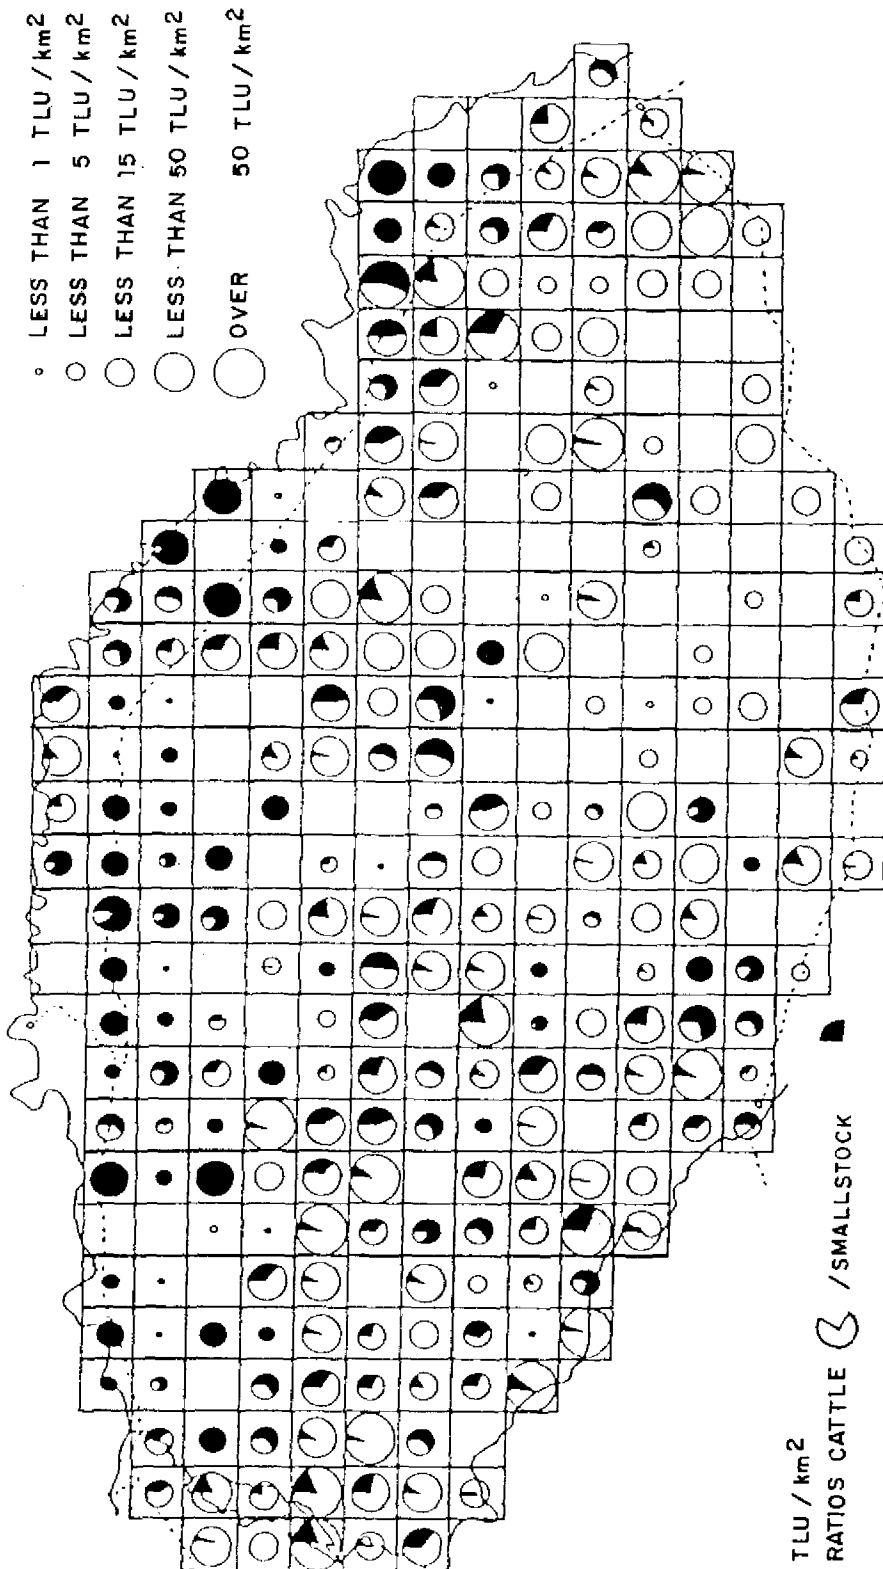 LESS THAN 1 TLU/km²
LESS THAN 5 TLU/km²
LESS THAN 15 TLU/km²
LESS THAN 50 TLU/km²
OVER 50 TLU/km²
TLU/km²
RATIOS CATTLE /SMALLSTOCK